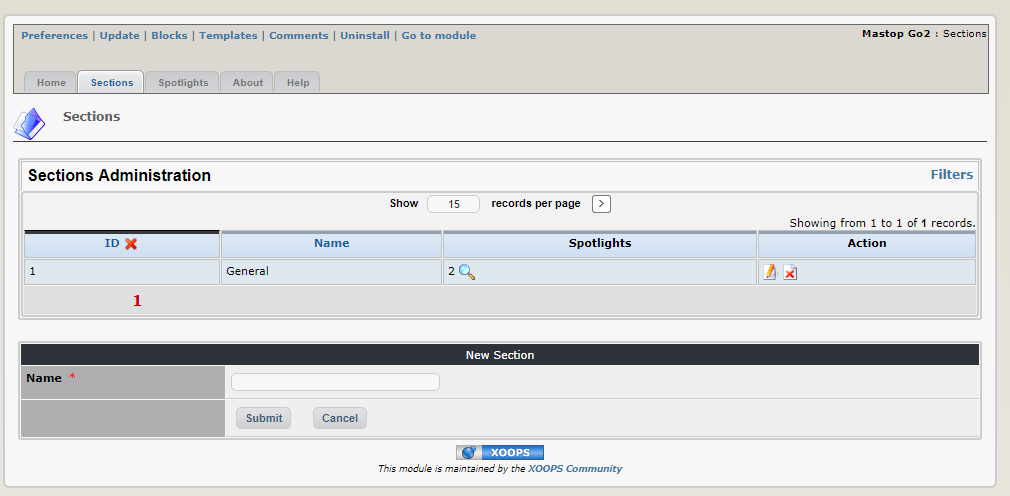 Preferences | Update | Blocks | Templates | Comments | Uninstall | Go to module
Mastop Go2 : Sections
Home Sections Spotlights About Help
Sections
Sections Administration
Filters
Show 15 records per page >
Showing from 1 to 1 of 1 records.
ID Name Spotlights Action
1 General 2
1
New Section
Name *
Submit Cancel
XOOPS
This module is maintained by the XOOPS Community